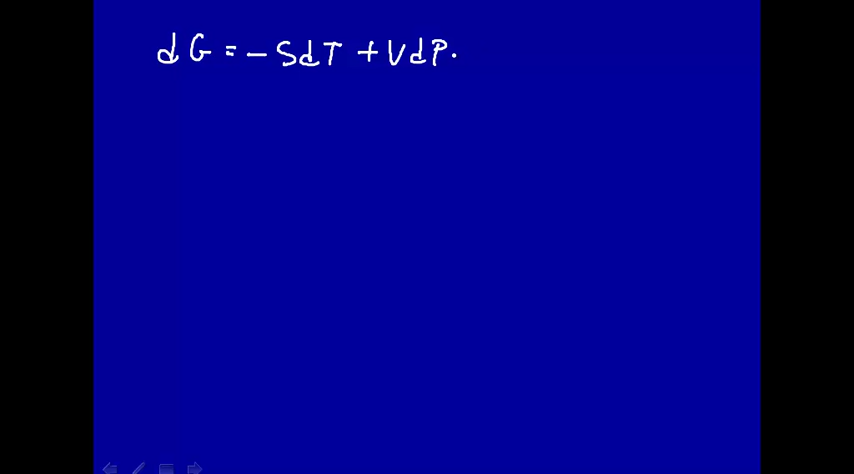 dG = - SdT + VdP.